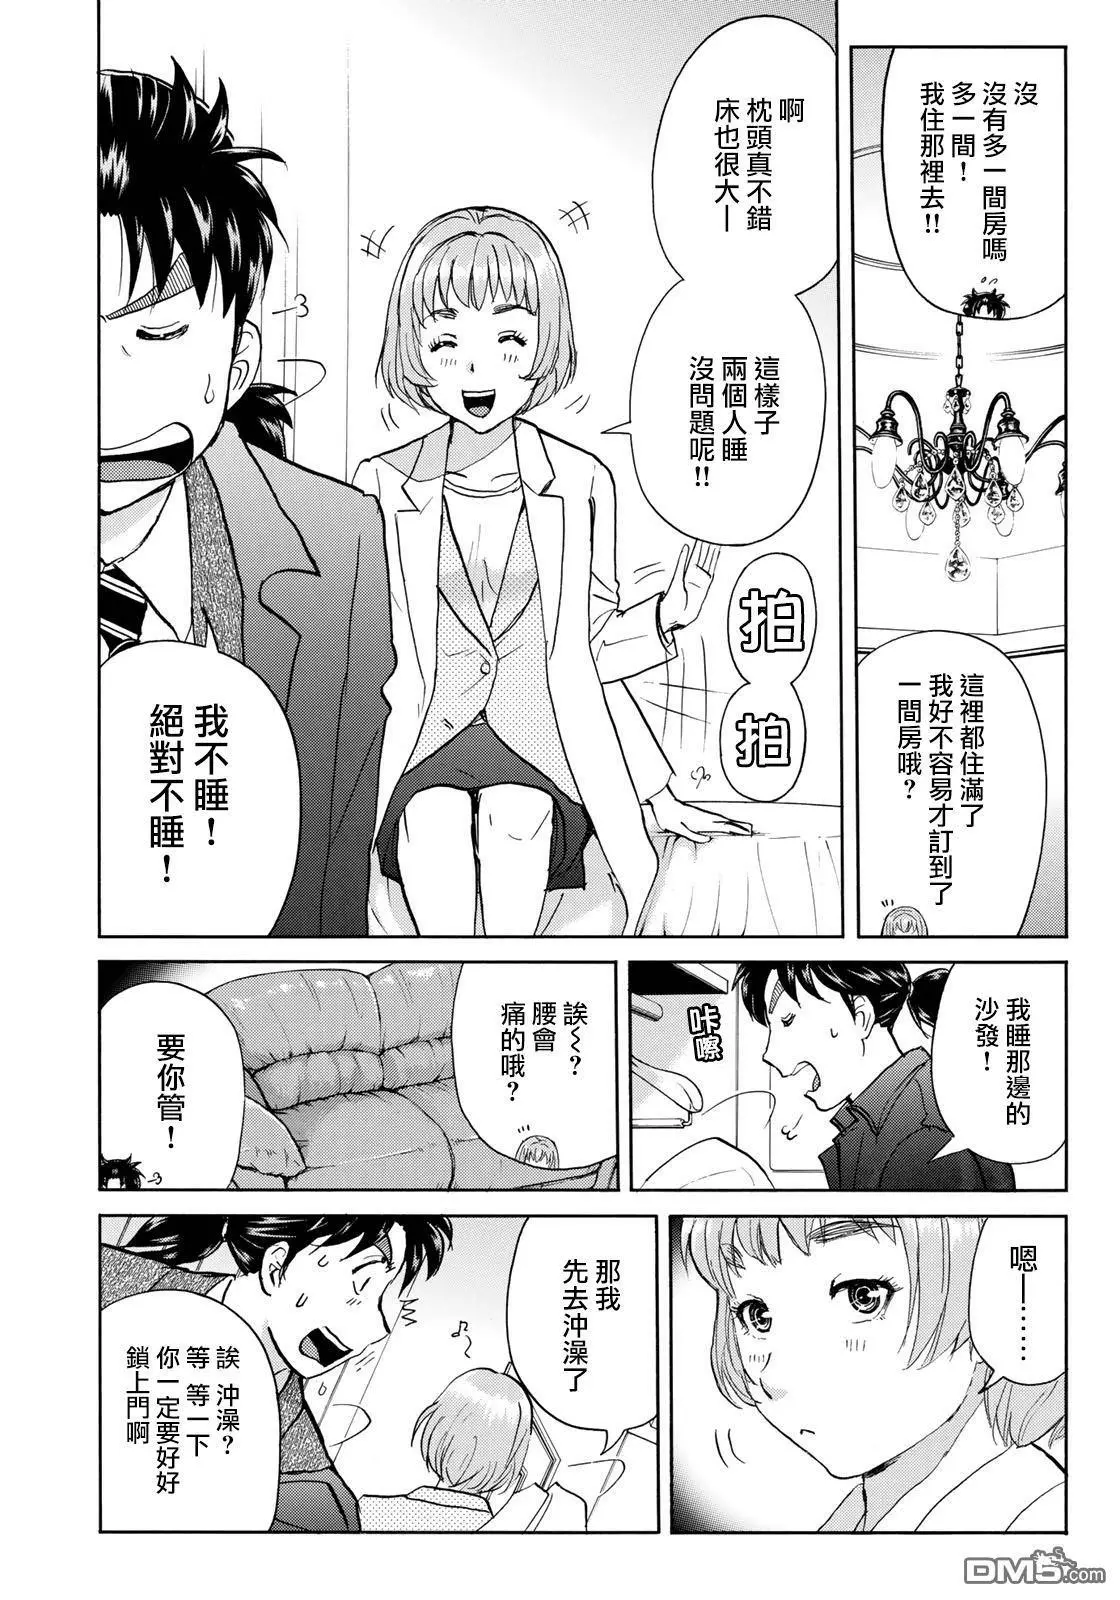 沒
沒有多一間房嗎
多一間！
我住那裡去!!
這裡都住滿了
我好不容易才訂到了
一間房哦？
啊
枕頭真不錯
床也很大ー
這樣子
兩個人睡
沒問題呢!!
拍
拍
我不睡！
絕對不睡！
我睡那邊的
沙發！
咔嚓
誒～？
腰會
痛的哦？
要你管！
嗯ー……
那我
先去沖澡了
誒 沖澡？
等 等一下
你一定要好好
鎖上門啊
DM5.com